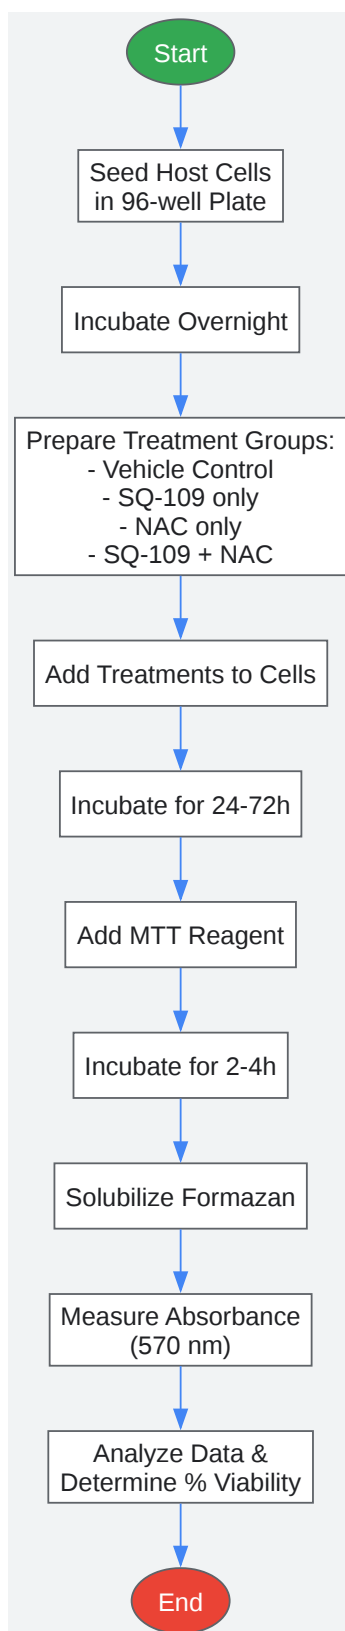 Start
Seed Host Cells
in 96-well Plate
Incubate Overnight
Prepare Treatment Groups:
- Vehicle Control
- SQ-109 only
- NAC only
- SQ-109 + NAC
Add Treatments to Cells
Incubate for 24-72h
Add MTT Reagent
Incubate for 2-4h
Solubilize Formazan
Measure Absorbance
(570 nm)
Analyze Data &
Determine % Viability
End